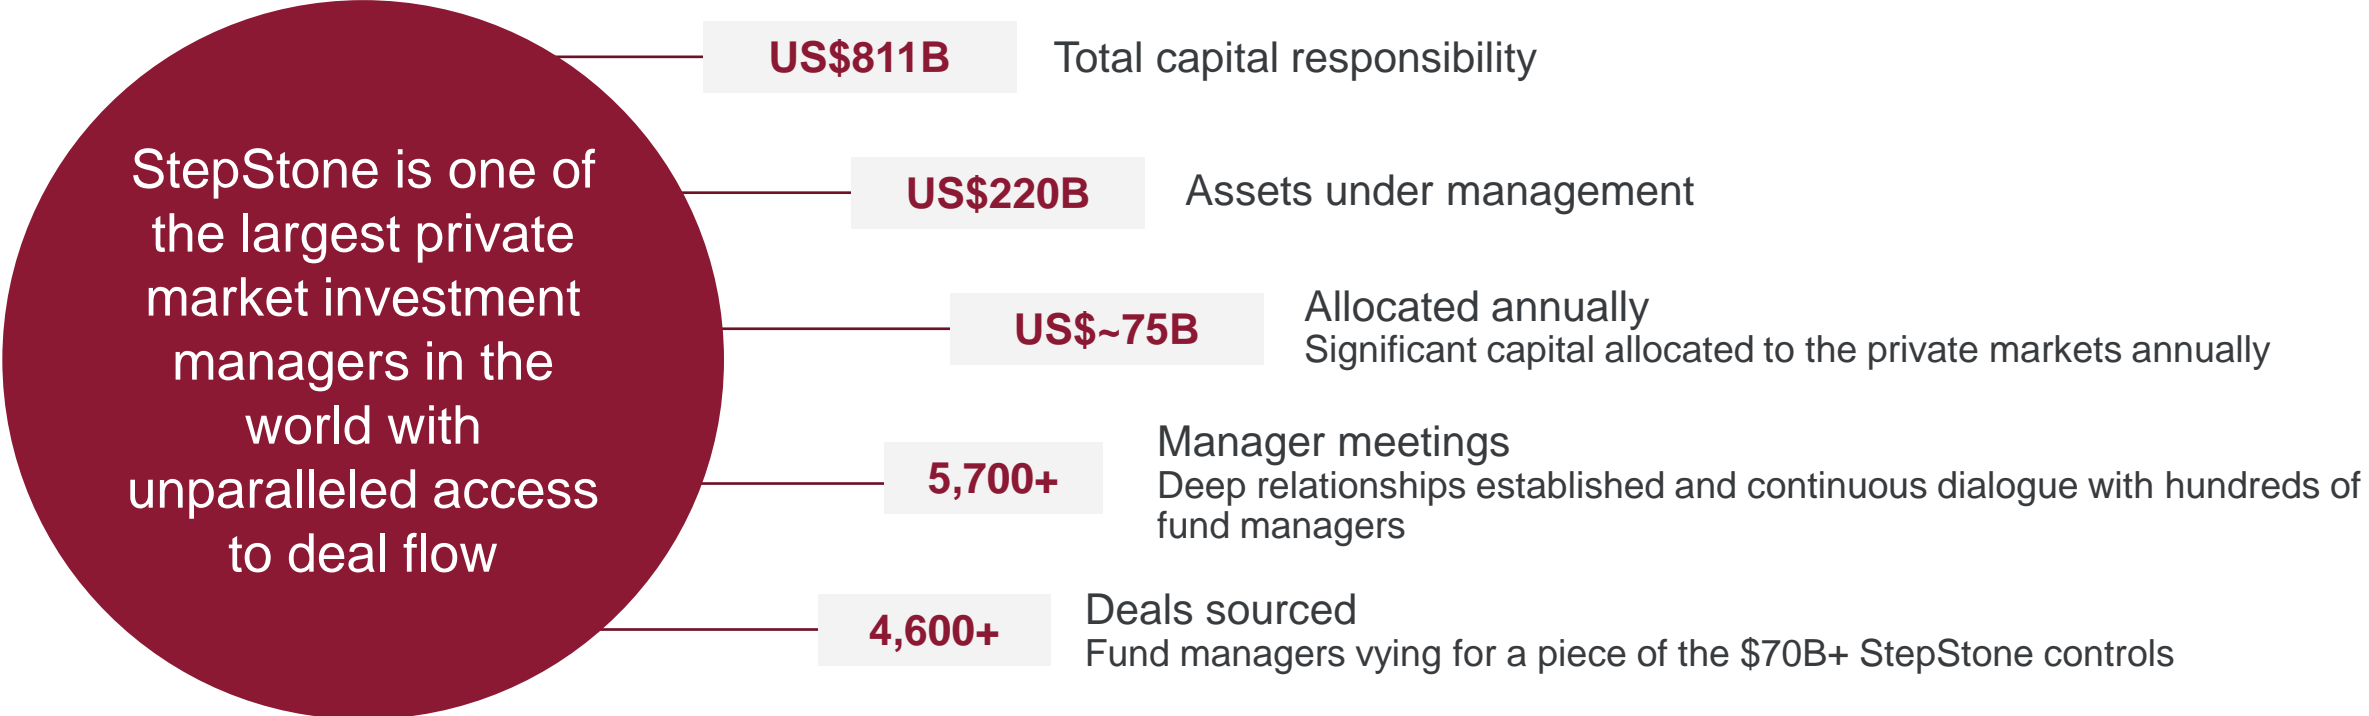 StepStone is one of
the largest private
market investment
managers in the
world with
unparalleled access
to deal flow
US$811B
Total capital responsibility
US$220B
Assets under management
US$~75B
Allocated annually
Significant capital allocated to the private markets annually
5,700+
Manager meetings
Deep relationships established and continuous dialogue with hundreds of
fund managers
4,600+
Deals sourced
Fund managers vying for a piece of the $70B+ StepStone controls